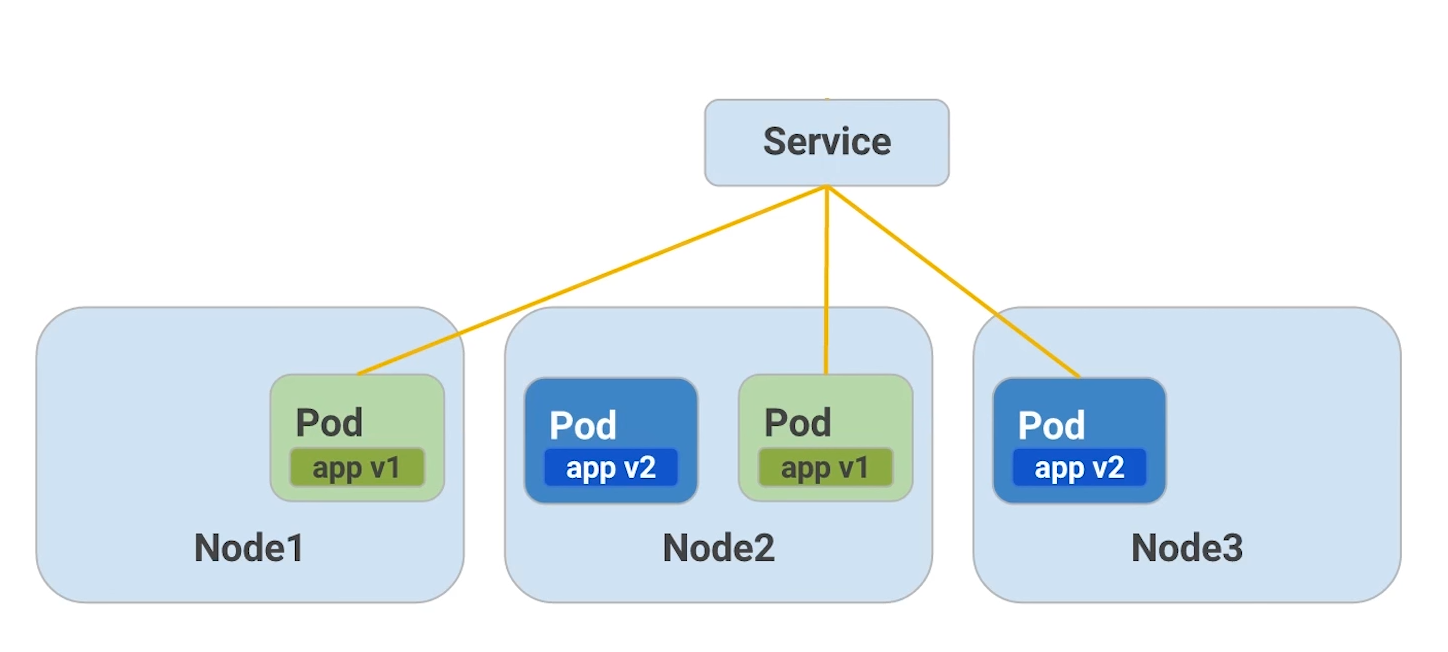 Service
Pod
app v1
Node1
Pod
app v2
Pod
app v1
Node2
Pod
app v2
Node3